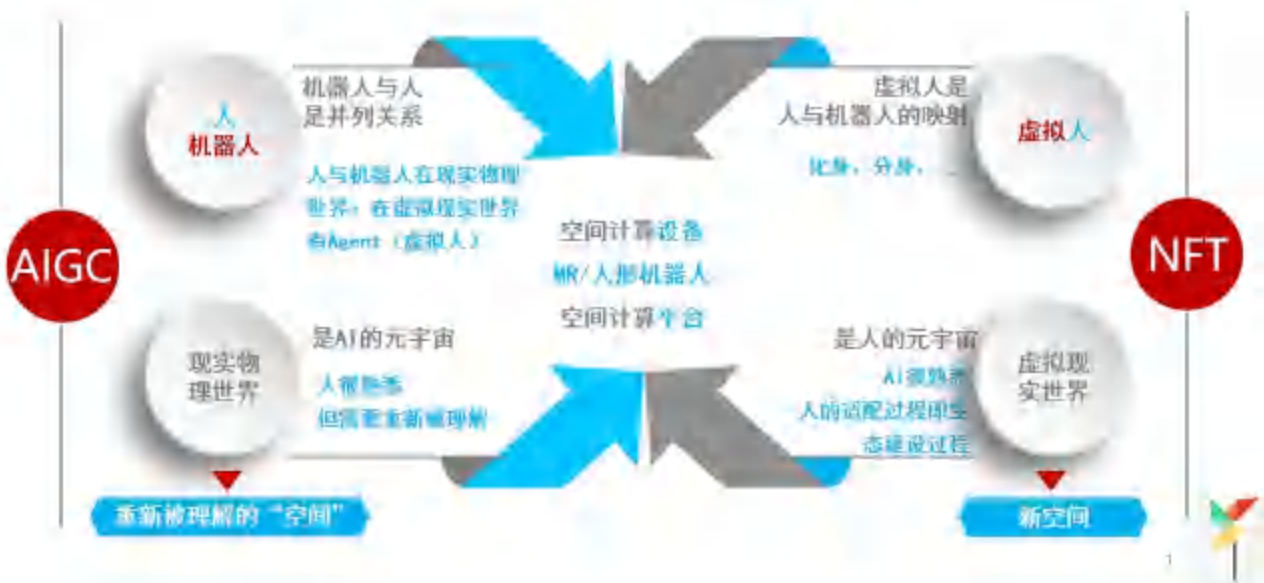 人
机器人
机器人与人
是并列关系
人与机器人在现实物理
世界，在虚拟现实世界
有Agent（虚拟人）
虚拟人是
人与机器人的映射
化身，分身，...
虚拟人
AIGC
空间计算设备
MR/人形机器人
空间计算平台
NFT
现实物
理世界
是AI的元宇宙
人很熟悉
但需要重新被理解
是人的元宇宙
AI很熟悉
人的适配过程即生
态建设过程
虚拟现
实世界
重新被理解的“空间”
新空间
1